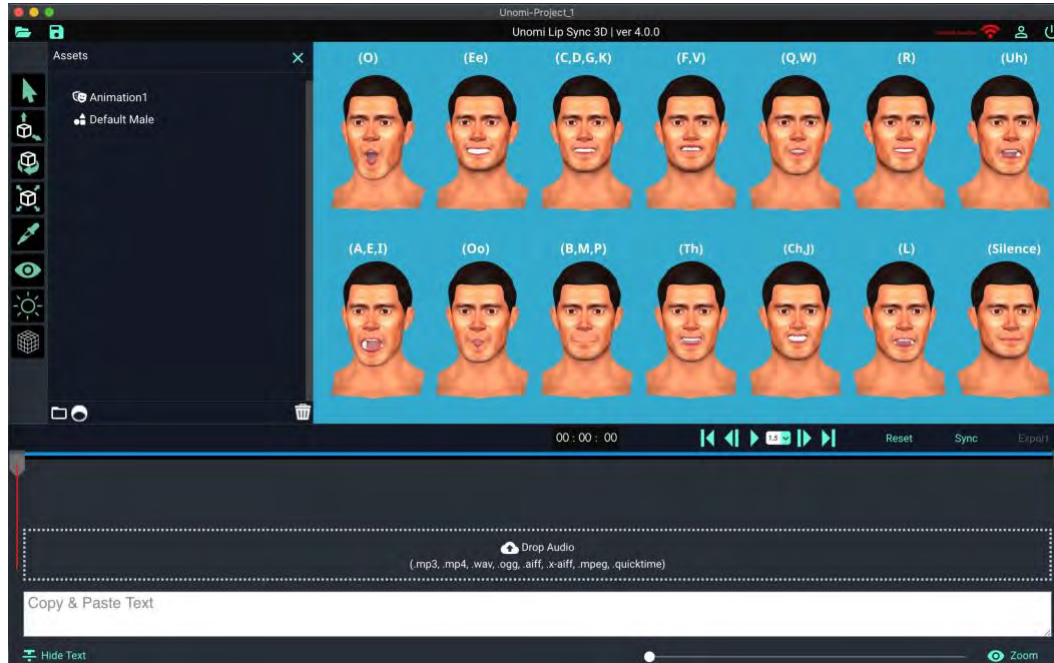 Unomi-Project_1
Unomi Lip Sync 3D | ver 4.0.0
Assets
Animation1
Default Male
(O) (Ee) (C,D,G,K) (F,V) (Q,W) (R) (Uh)
(A,E,I) (Oo) (B,M,P) (Th) (Ch,J) (L) (Silence)
00 : 00 : 00 1.5 Reset Sync Export
Drop Audio
(.mp3, .mp4, .wav, .ogg, .aiff, .x-aiff, .mpeg, .quicktime)
Copy & Paste Text
Hide Text Zoom